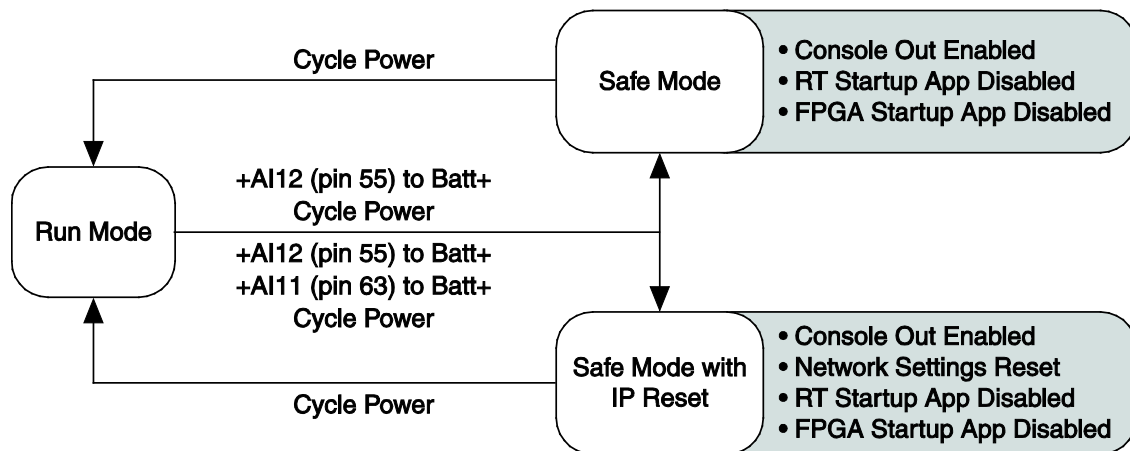 Cycle Power
Safe Mode
• Console Out Enabled
• RT Startup App Disabled
• FPGA Startup App Disabled
Run Mode
+AI12 (pin 55) to Batt+
Cycle Power
+AI12 (pin 55) to Batt+
+AI11 (pin 63) to Batt+
Cycle Power
Safe Mode with
IP Reset
• Console Out Enabled
• Network Settings Reset
• RT Startup App Disabled
• FPGA Startup App Disabled
Cycle Power